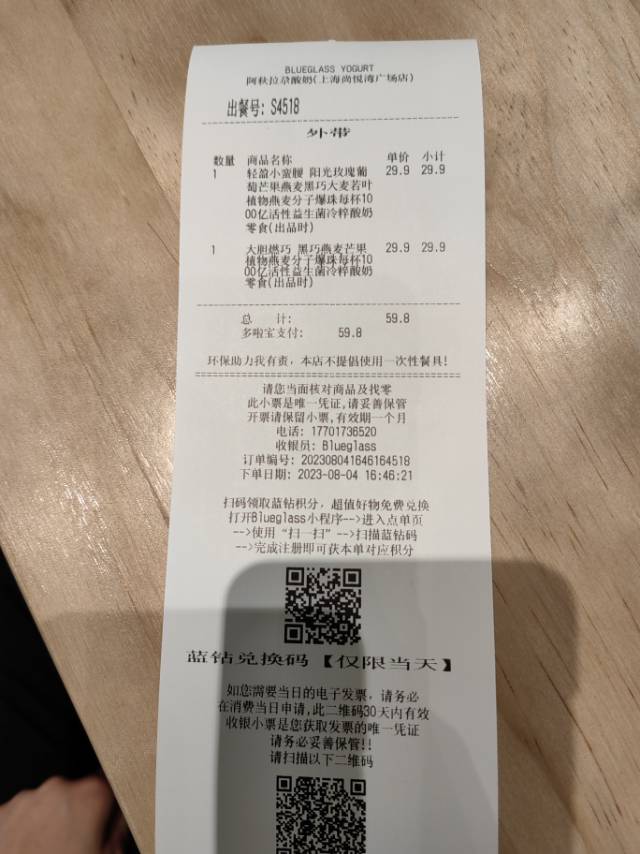 BLUEGLASS YOGURT
阿秋拉尕酸奶(上海尚悦湾广场店)
出餐号: S4518
外带
数量 商品名称 单价 小计
1 轻盈小蛮腰 阳光玫瑰葡 29.9 29.9
萄芒果燕麦黑巧大麦若叶
植物燕麦分子爆珠每杯10
00亿活性益生菌冷粹酸奶
零食(出品时)
1 大胆燃巧 黑巧燕麦芒果 29.9 29.9
植物燕麦分子爆珠每杯10
00亿活性益生菌冷粹酸奶
零食(出品时)
总 计: 59.8
多啦宝支付: 59.8
环保助力我有责，本店不提倡使用一次性餐具!
请您当面核对商品及找零
此小票是唯一凭证,请妥善保管
开票请保留小票,有效期一个月
电话: 17701736520
收银员: Blueglass
订单编号: 202308041646164518
下单日期: 2023-08-04 16:46:21
扫码领取蓝钻积分，超值好物免费兑换
打开Blueglass小程序-->进入点单页
-->使用“扫一扫”-->扫描蓝钻码
-->完成注册即可获本单对应积分
蓝钻兑换码【仅限当天】
如您需要当日的电子发票，请务必
在消费当日申请,此二维码30天内有效
收银小票是您获取发票的唯一凭证
请务必妥善保管!!
请扫描以下二维码